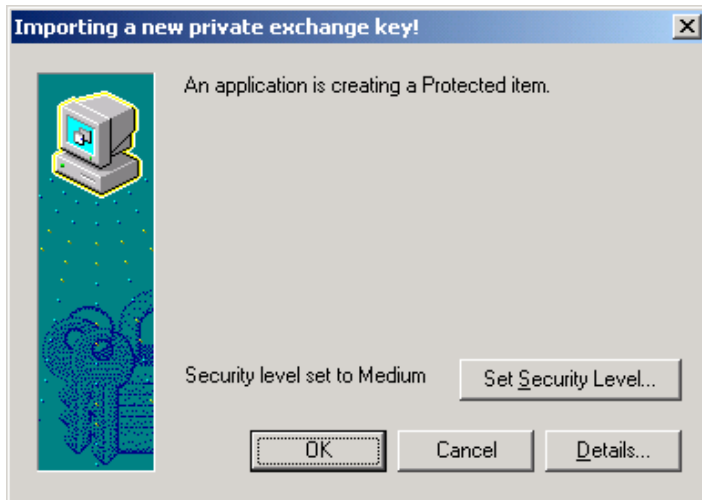 Importing a new private exchange key!
An application is creating a Protected item.
Security level set to Medium
Set Security Level...
OK
Cancel
Details...